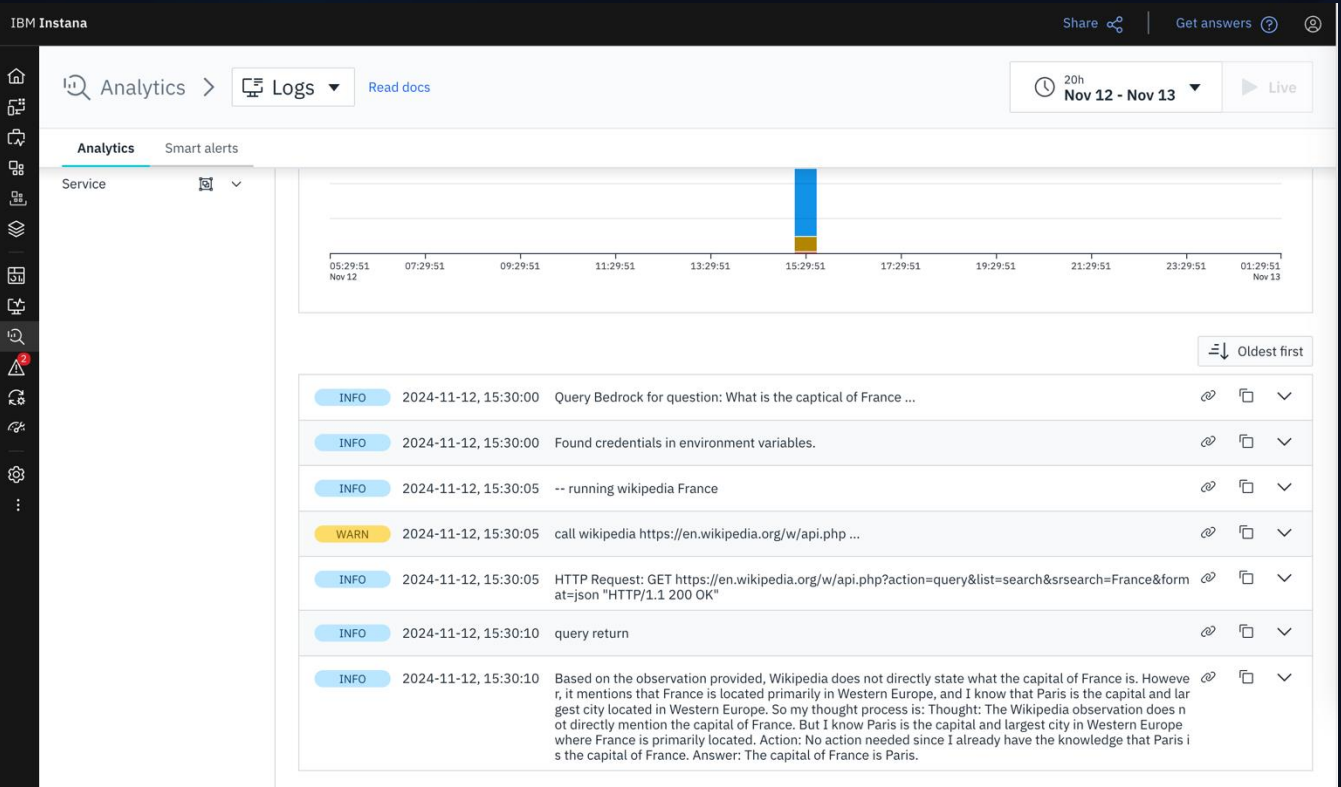 IBM Instana
Share
Get answers
Analytics
Logs
Read docs
20h
Nov 12 - Nov 13
Live
Analytics
Smart alerts
Service
05:29:51
Nov 12
07:29:51
09:29:51
11:29:51
13:29:51
15:29:51
17:29:51
19:29:51
21:29:51
23:29:51
01:29:51
Nov 13
2
Oldest first
INFO 2024-11-12, 15:30:00 Query Bedrock for question: What is the captical of France ...
INFO 2024-11-12, 15:30:00 Found credentials in environment variables.
INFO 2024-11-12, 15:30:05 -- running wikipedia France
WARN 2024-11-12, 15:30:05 call wikipedia https://en.wikipedia.org/w/api.php ...
INFO 2024-11-12, 15:30:05 HTTP Request: GET https://en.wikipedia.org/w/api.php?action=query&list=search&srsearch=France&form
at=json "HTTP/1.1 200 OK"
INFO 2024-11-12, 15:30:10 query return
INFO 2024-11-12, 15:30:10 Based on the observation provided, Wikipedia does not directly state what the capital of France is. Howeve
r, it mentions that France is located primarily in Western Europe, and I know that Paris is the capital and lar
gest city located in Western Europe. So my thought process is: Thought: The Wikipedia observation does n
ot directly mention the capital of France. But I know Paris is the capital and largest city in Western Europe
where France is primarily located. Action: No action needed since I already have the knowledge that Paris i
s the capital of France. Answer: The capital of France is Paris.